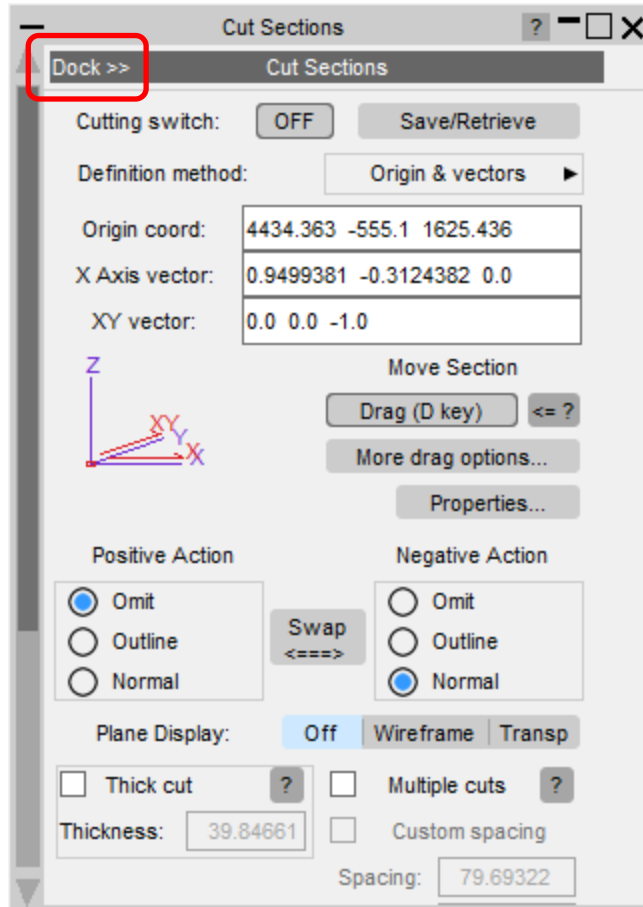 Cut Sections ?
Dock >> Cut Sections
Cutting switch: OFF Save/Retrieve
Definition method: Origin & vectors
Origin coord: 4434.363 -555.1 1625.436
X Axis vector: 0.9499381 -0.3124382 0.0
XY vector: 0.0 0.0 -1.0
Z
XY
Y
X
X
Move Section
Drag (D key) <= ?
More drag options...
Properties...
Positive Action Negative Action
Omit Omit
Outline Swap Outline
<===>
Normal Normal
Plane Display: Off Wireframe Transp
Thick cut ? Multiple cuts ?
Thickness: 39.84661 Custom spacing
Spacing: 79.69322